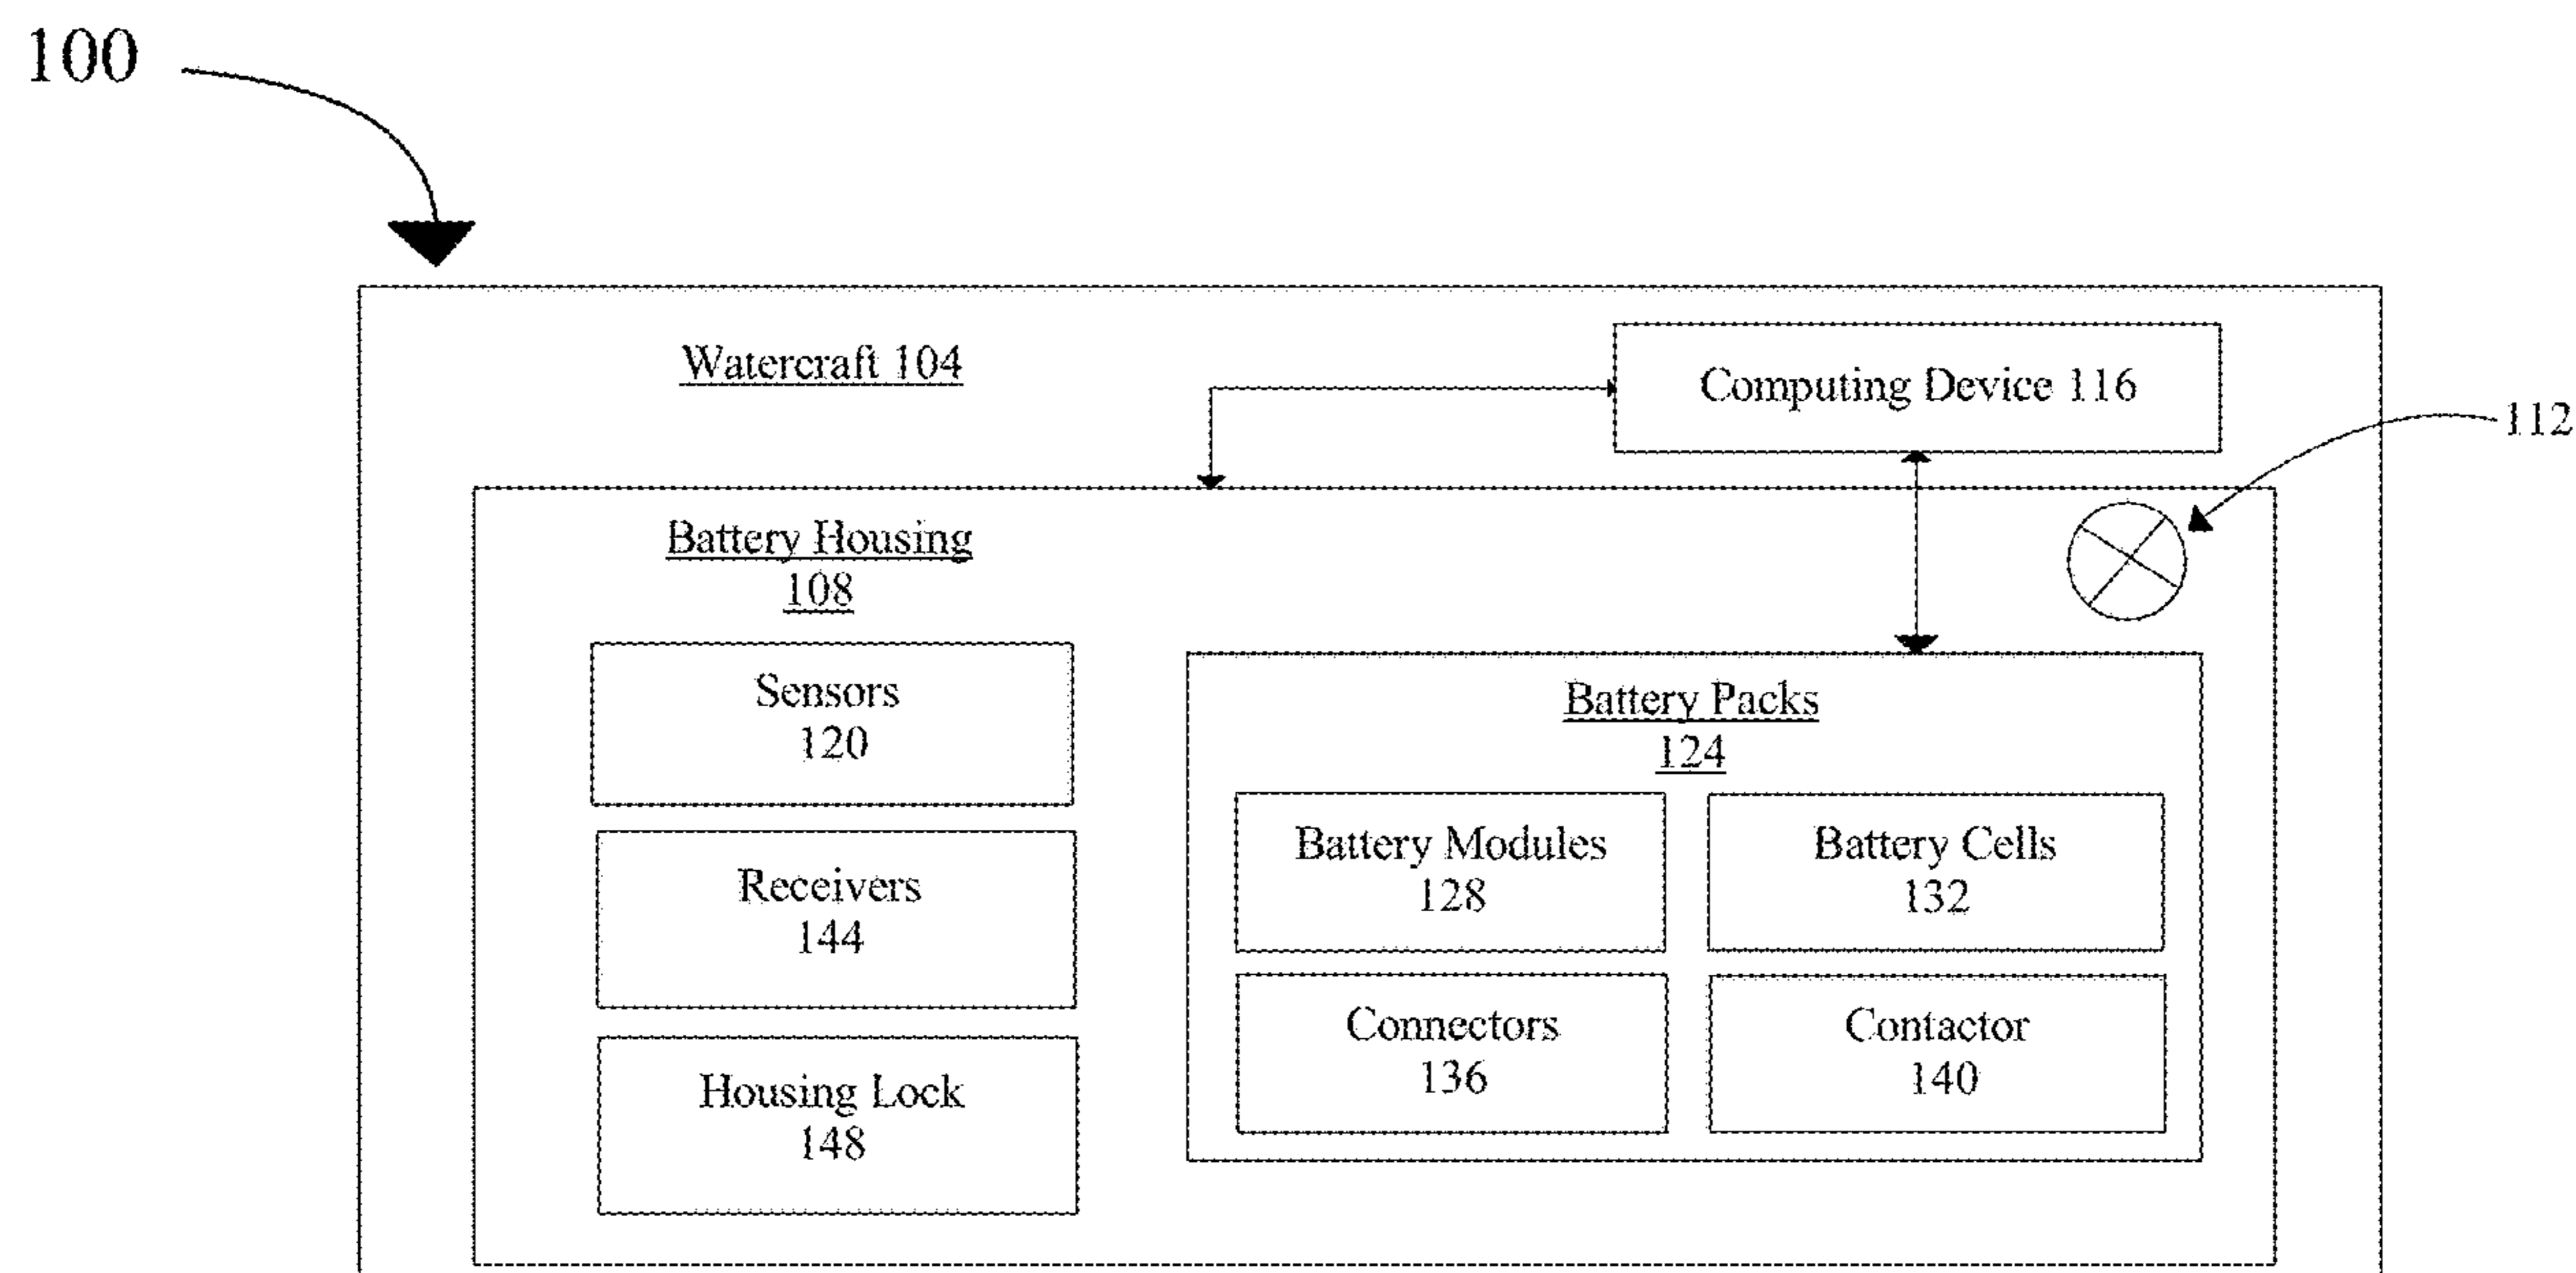 100
Watercraft 104
Computing Device 116
112
Battery Housing
108
Sensors
120
Receivers
144
Housing Lock
148
Battery Packs
124
Battery Modules
128
Battery Cells
132
Connectors
136
Contactor
140